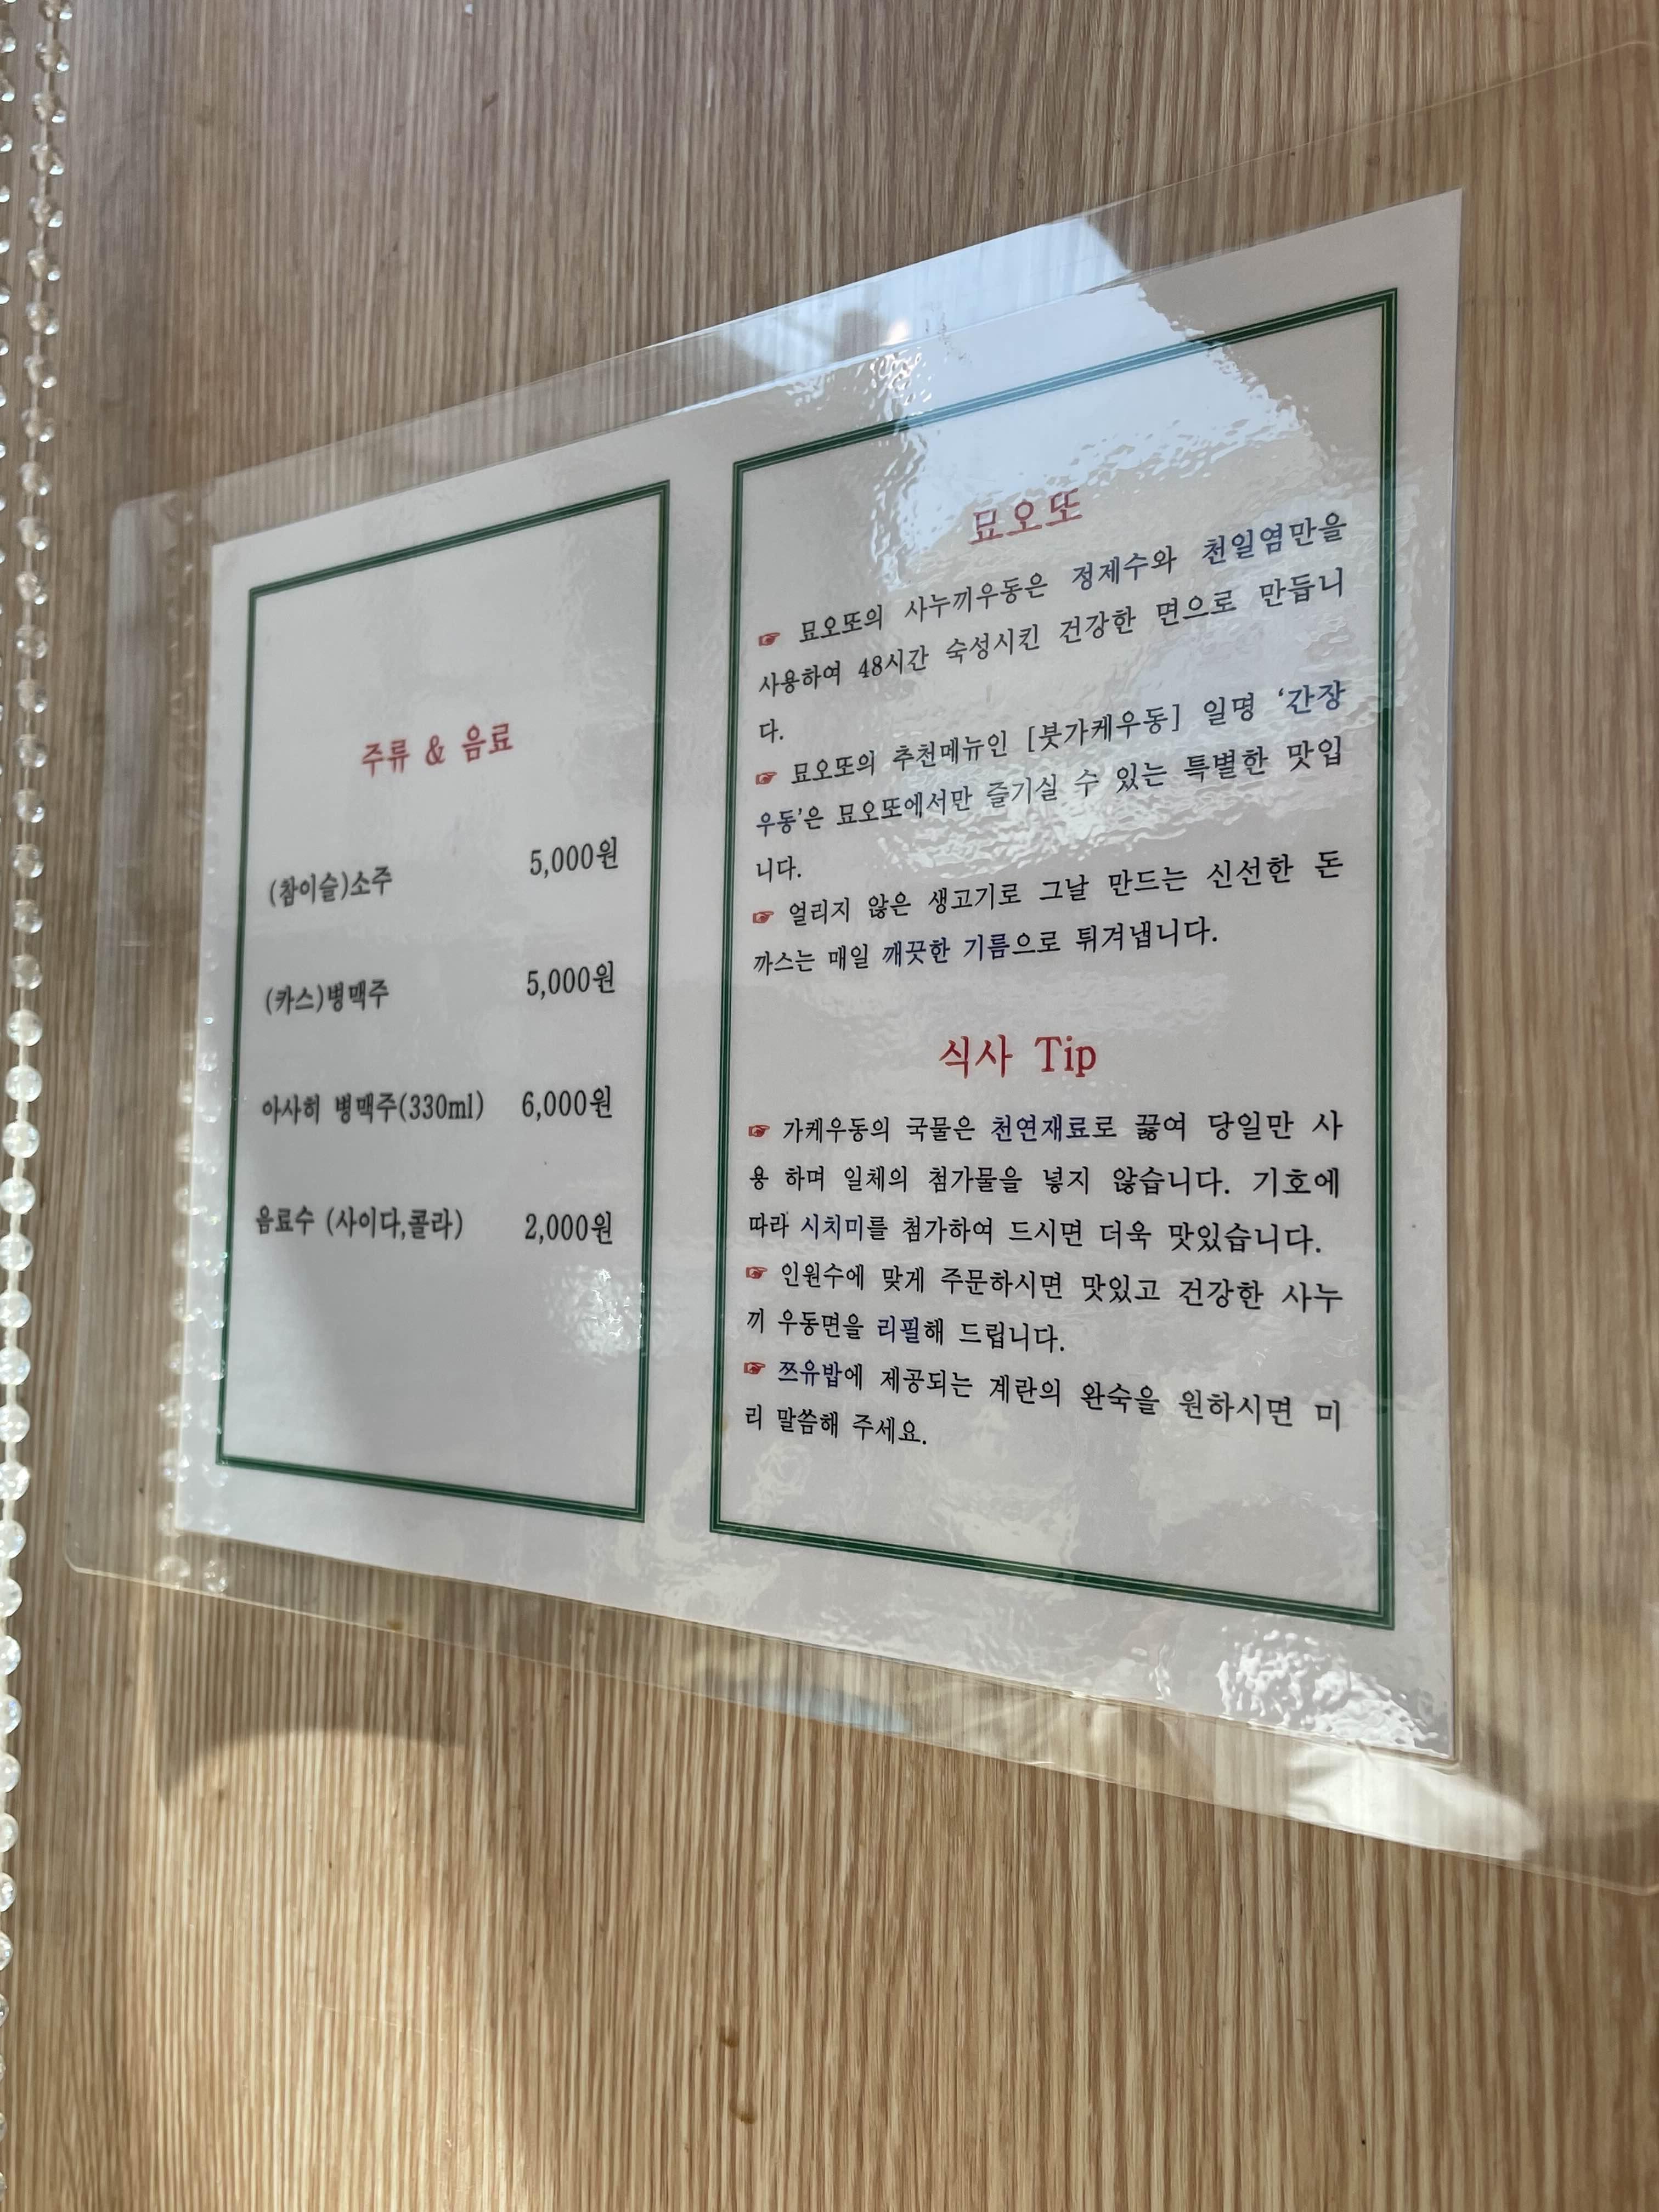 주류 & 음료
(참이슬)소주 5,000원
(카스)병맥주 5,000원
아사히 병맥주(330ml) 6,000원
음료수 (사이다,콜라) 2,000원
묘오또
☞ 묘오또의 사누끼우동은 정제수와 천일염만을
사용하여 48시간 숙성시킨 건강한 면으로 만듭니
다.
☞ 묘오또의 추천메뉴인 [붓가케우동] 일명 ‘간장
우동’은 묘오또에서만 즐기실 수 있는 특별한 맛입
니다.
☞ 얼리지 않은 생고기로 그날 만드는 신선한 돈
까스는 매일 깨끗한 기름으로 튀겨냅니다.
식사 Tip
☞ 가케우동의 국물은 천연재료로 끓여 당일만 사
용 하며 일체의 첨가물을 넣지 않습니다. 기호에
따라 시치미를 첨가하여 드시면 더욱 맛있습니다.
☞ 인원수에 맞게 주문하시면 맛있고 건강한 사누
끼 우동면을 리필해 드립니다.
☞ 쯔유밥에 제공되는 계란의 완숙을 원하시면 미
리 말씀해 주세요.